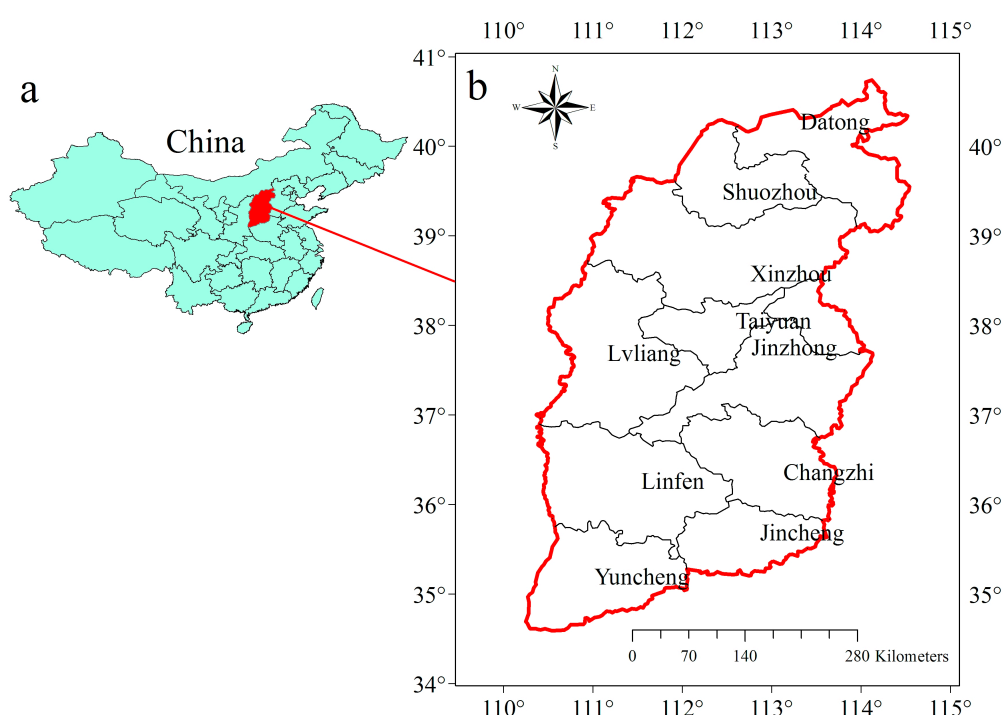 a
China
b
N
W E
S
110° 111° 112° 113° 114° 115°
41°
40° 40°
39° 39°
38° 38°
37° 37°
36° 36°
35° 35°
34°
Datong
Shuozhou
Xinzhou
Taiyuan
Jinzhong
Lvliang
Linfen
Changzhi
Jincheng
Yuncheng
0 70 140 280 Kilometers
110° 111° 112° 113° 114° 115°